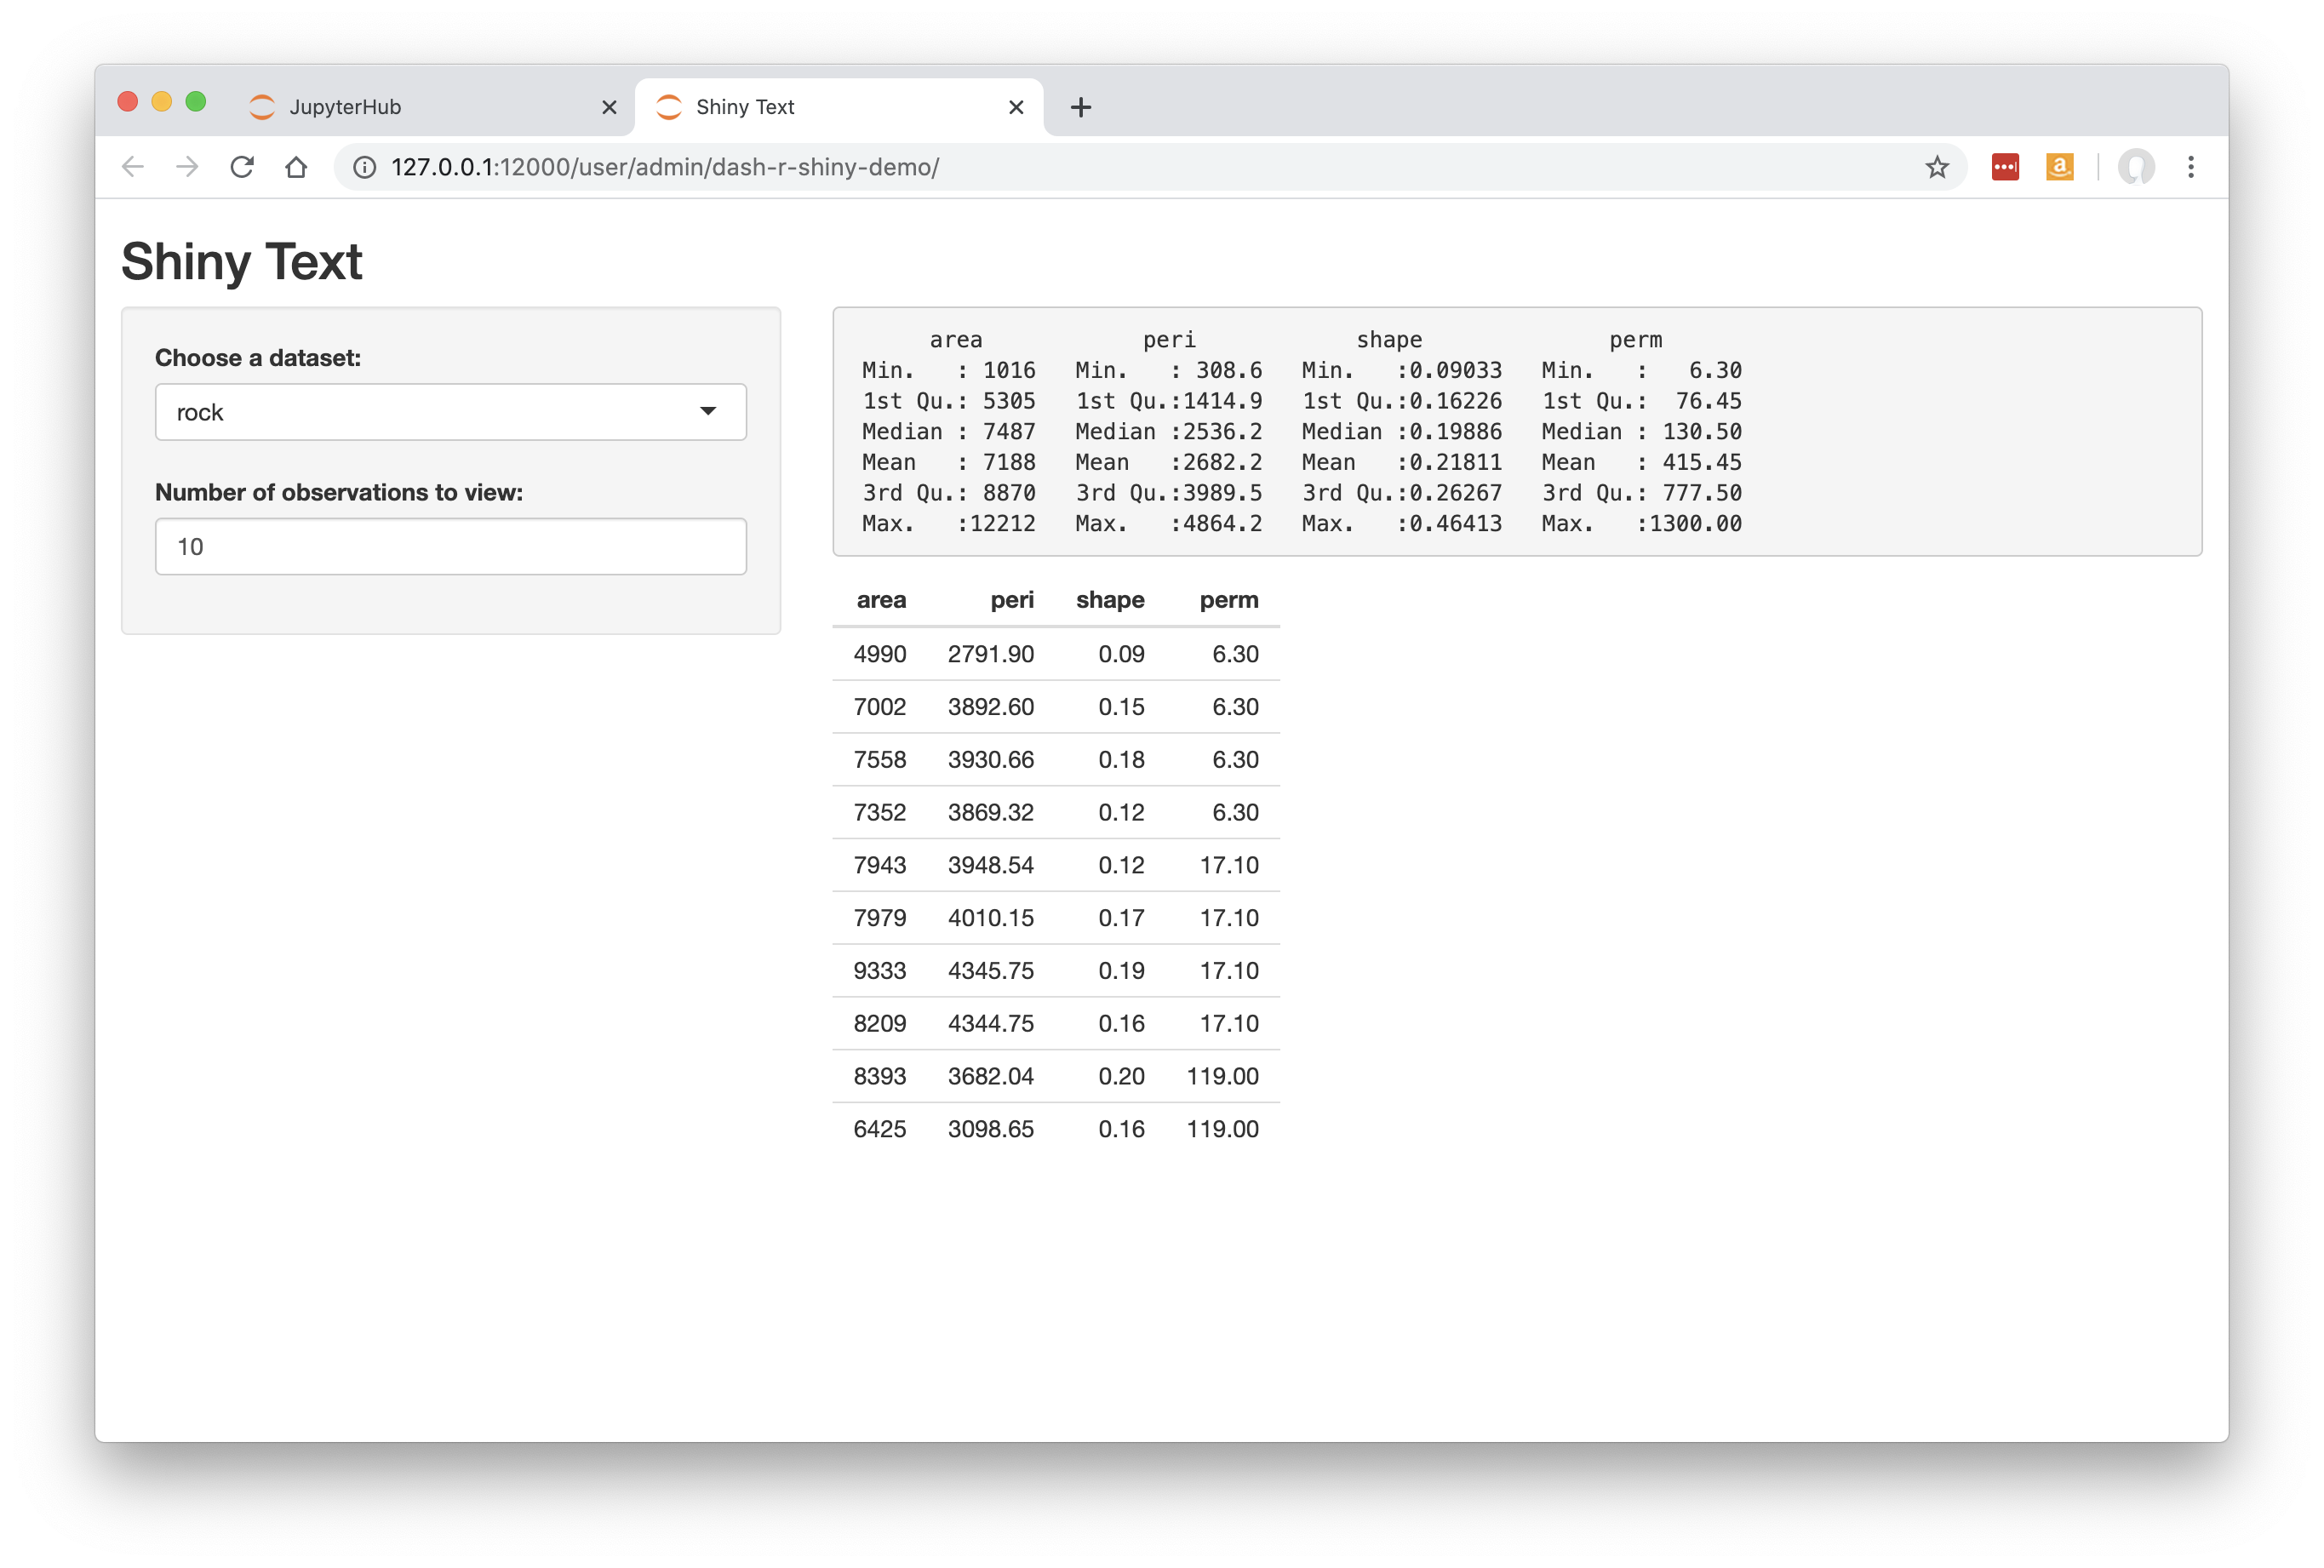 JupyterHub
Shiny Text
127.0.0.1:12000/user/admin/dash-r-shiny-demo/
Shiny Text
Choose a dataset:
rock
Number of observations to view:
10
area peri shape perm
Min. : 1016 Min. : 308.6 Min. :0.09033 Min. : 6.30
1st Qu.: 5305 1st Qu.:1414.9 1st Qu.:0.16226 1st Qu.: 76.45
Median : 7487 Median :2536.2 Median :0.19886 Median : 130.50
Mean : 7188 Mean :2682.2 Mean :0.21811 Mean : 415.45
3rd Qu.: 8870 3rd Qu.:3989.5 3rd Qu.:0.26267 3rd Qu.: 777.50
Max. :12212 Max. :4864.2 Max. :0.46413 Max. :1300.00
area peri shape perm
4990 2791.90 0.09 6.30
7002 3892.60 0.15 6.30
7558 3930.66 0.18 6.30
7352 3869.32 0.12 6.30
7943 3948.54 0.12 17.10
7979 4010.15 0.17 17.10
9333 4345.75 0.19 17.10
8209 4344.75 0.16 17.10
8393 3682.04 0.20 119.00
6425 3098.65 0.16 119.00